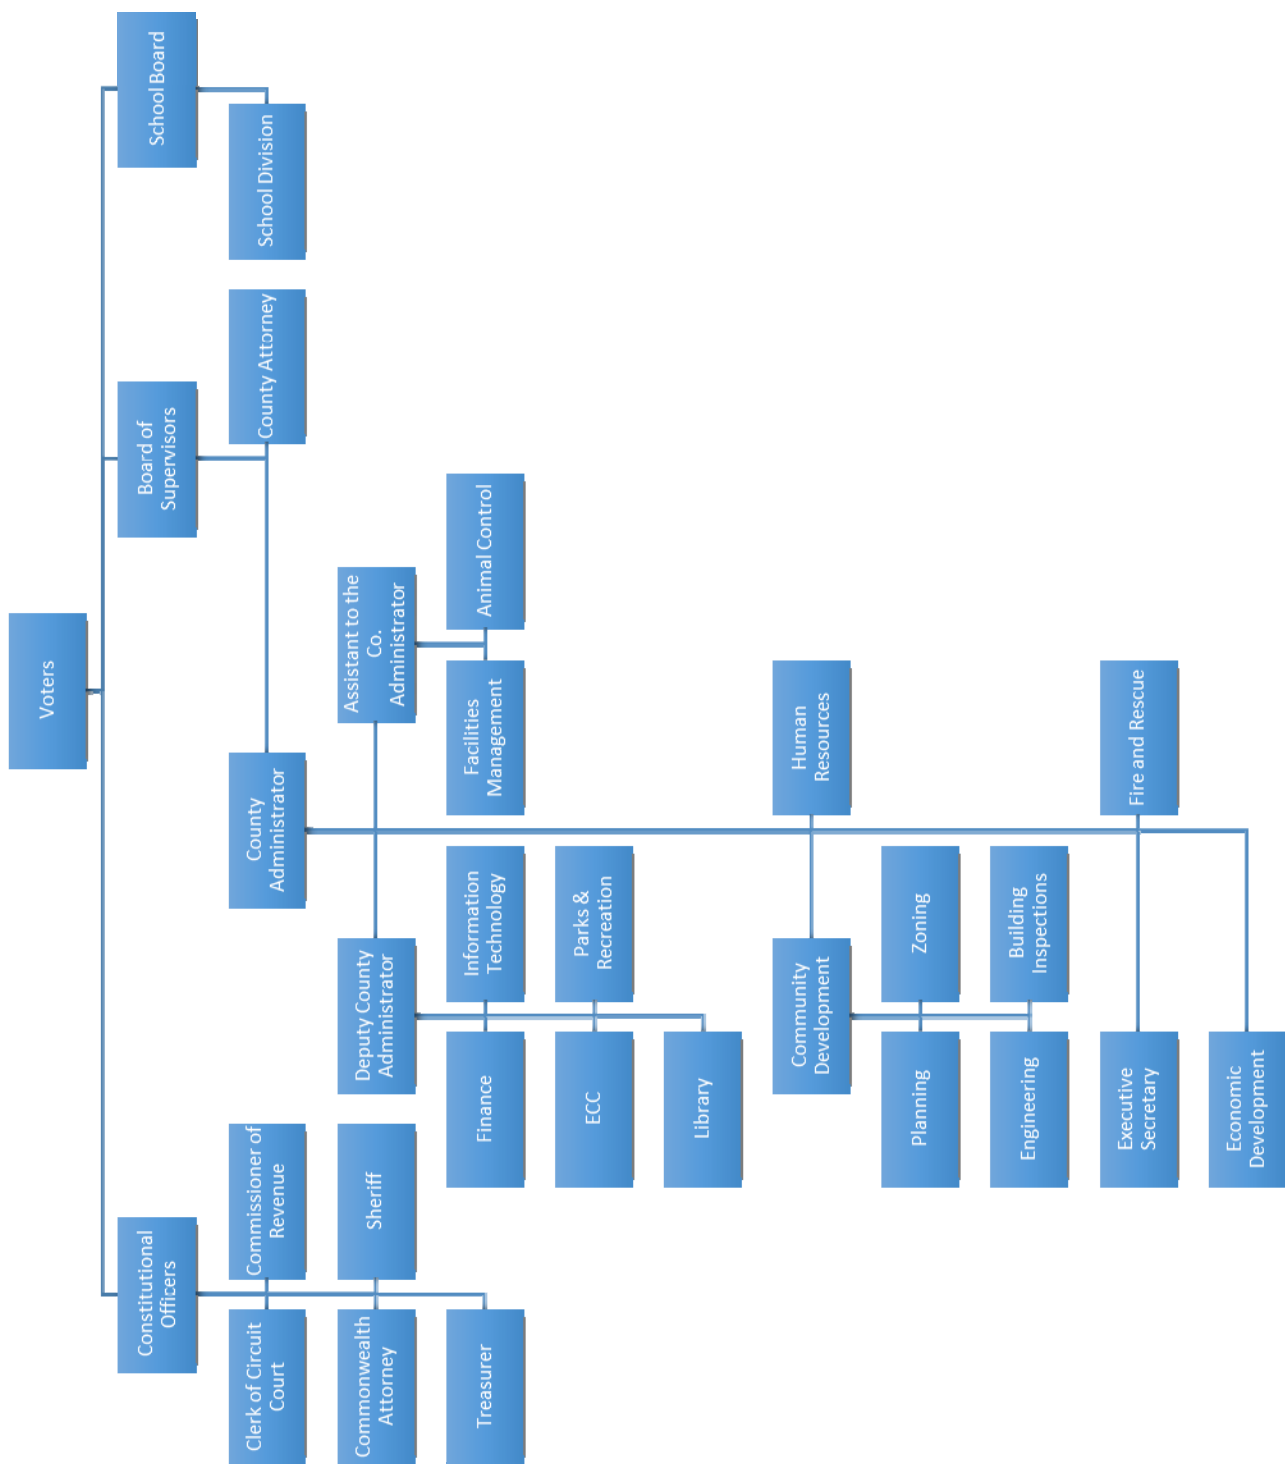 Voters
Constitutional
Officers
Board of
Supervisors
School Board
Clerk of Circuit
Court
Commissioner of
Revenue
Commonwealth
Attorney
Sheriff
Treasurer
County
Administrator
County Attorney
School Division
Deputy County
Administrator
Assistant to the
Co.
Administrator
Finance
Information
Technology
ECC
Parks &
Recreation
Library
Facilities
Management
Animal Control
Community
Development
Human
Resources
Planning
Zoning
Engineering
Building
Inspections
Executive
Secretary
Fire and Rescue
Economic
Development